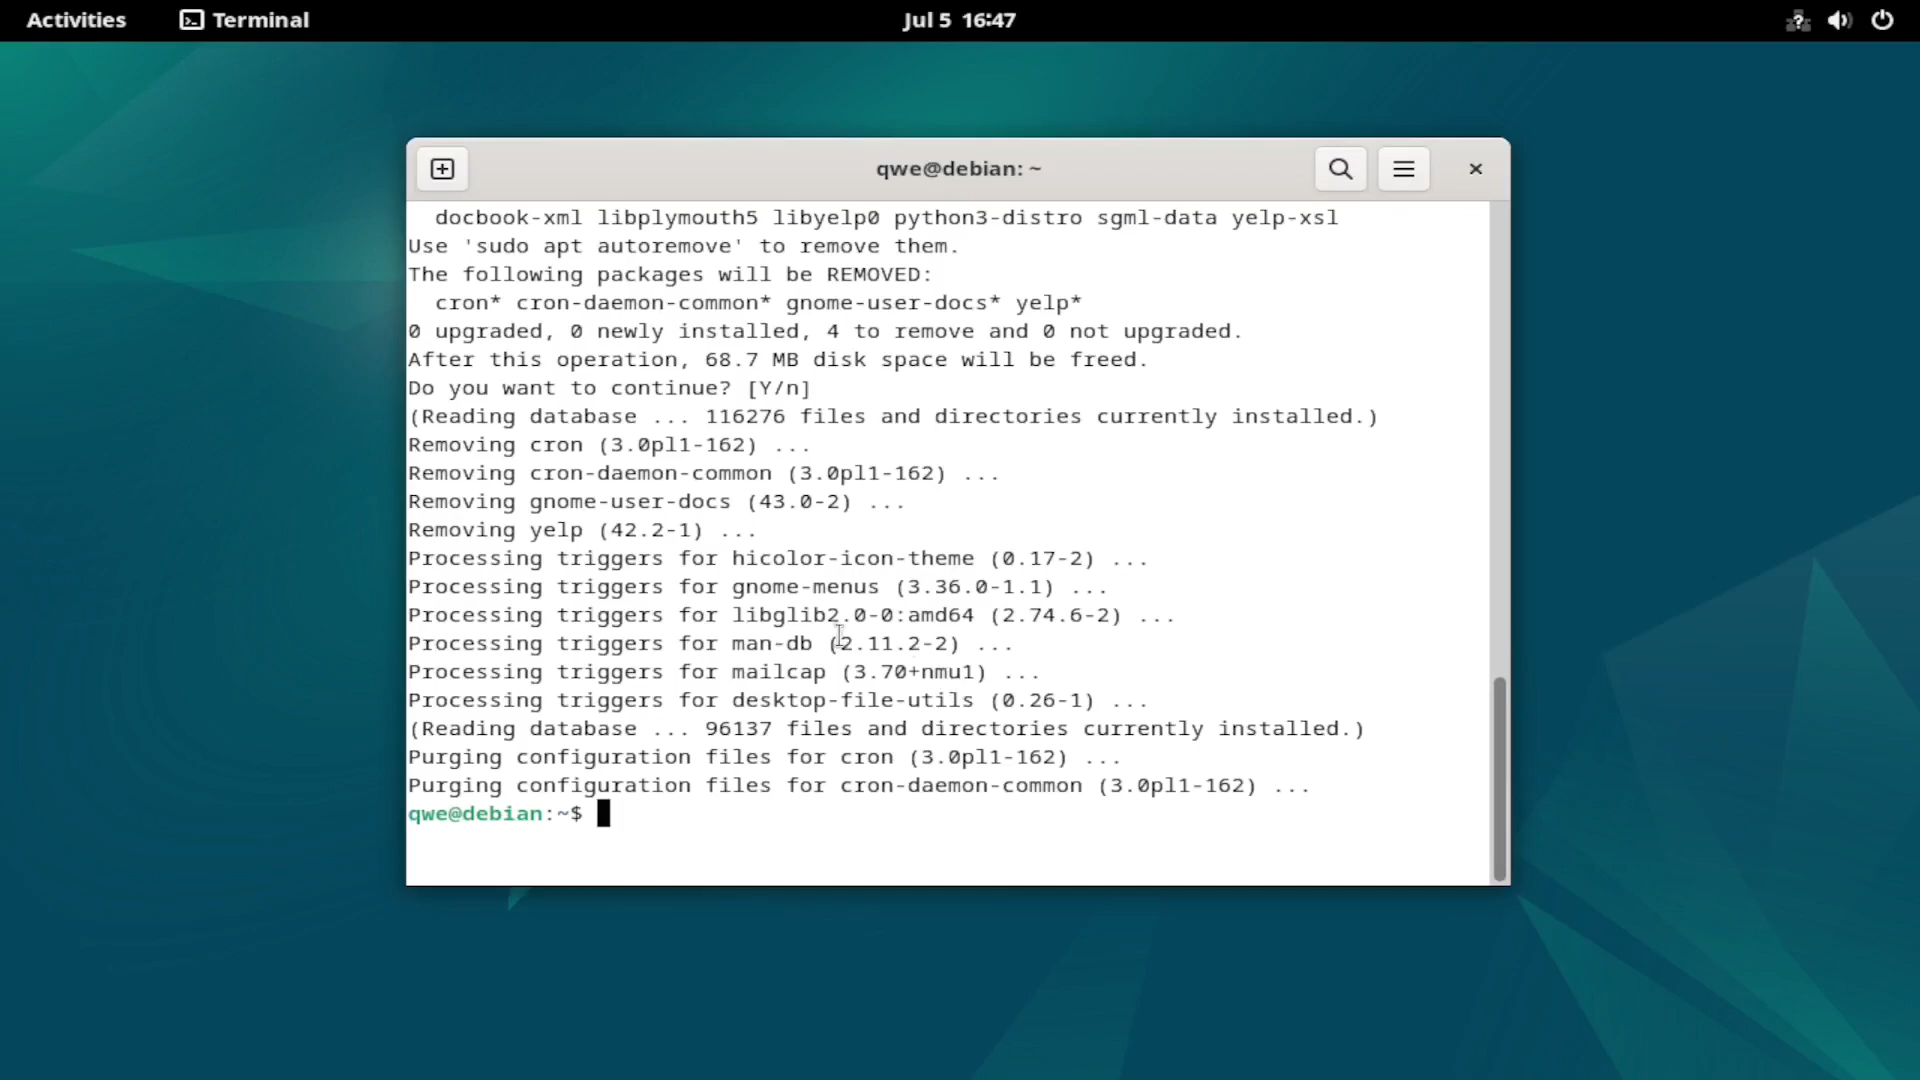 Activities Terminal Jul 5 16:47
qwe@debian: ~
docbook-xml libplymouth5 libyelp0 python3-distro sgml-data yelp-xsl
Use 'sudo apt autoremove' to remove them.
The following packages will be REMOVED:
cron* cron-daemon-common* gnome-user-docs* yelp*
0 upgraded, 0 newly installed, 4 to remove and 0 not upgraded.
After this operation, 68.7 MB disk space will be freed.
Do you want to continue? [Y/n]
(Reading database ... 116276 files and directories currently installed.)
Removing cron (3.0pl1-162) ...
Removing cron-daemon-common (3.0pl1-162) ...
Removing gnome-user-docs (43.0-2) ...
Removing yelp (42.2-1) ...
Processing triggers for hicolor-icon-theme (0.17-2) ...
Processing triggers for gnome-menus (3.36.0-1.1) ...
Processing triggers for libglib2.0-0:amd64 (2.74.6-2) ...
Processing triggers for man-db (2.11.2-2) ...
Processing triggers for mailcap (3.70+nmu1) ...
Processing triggers for desktop-file-utils (0.26-1) ...
(Reading database ... 96137 files and directories currently installed.)
Purging configuration files for cron (3.0pl1-162) ...
Purging configuration files for cron-daemon-common (3.0pl1-162) ...
qwe@debian:~$